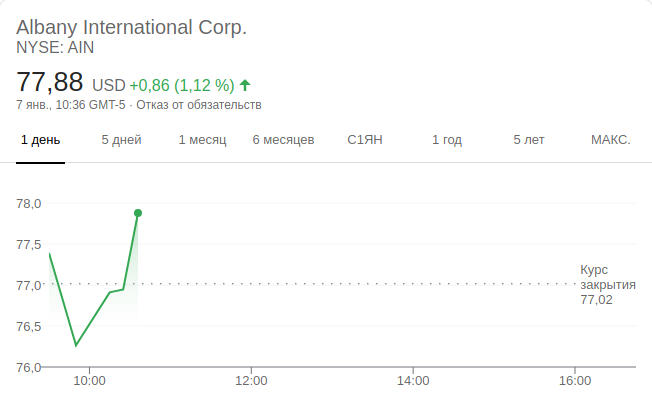 Albany International Corp.
NYSE: AIN
77,88 USD +0,86 (1,12 %)
7 янв., 10:36 GMT-5 · Отказ от обязательств
1 день 5 дней 1 месяц 6 месяцев С1ЯН 1 год 5 лет МАКС.
78,0
77,5
77,0
76,5
76,0
Курс
закрытия
77,02
10:00 12:00 14:00 16:00